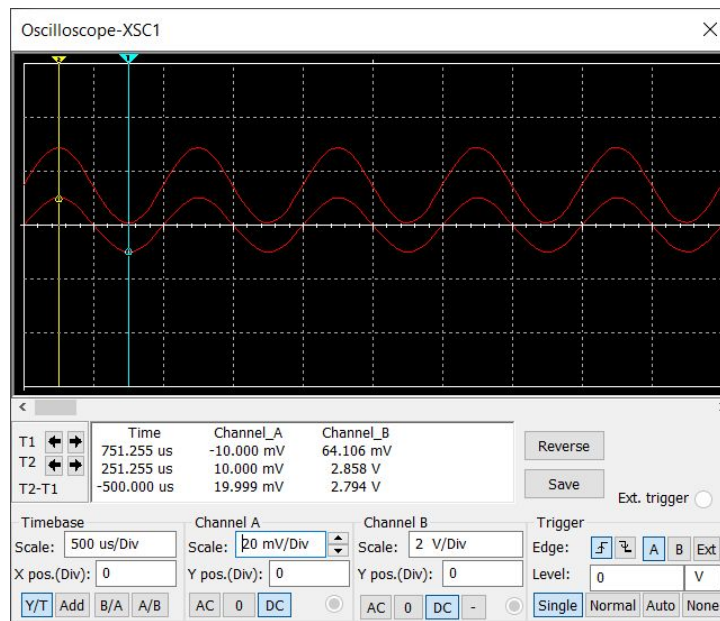 Oscilloscope-XSC1
Time Channel_A Channel_B
T1 751.255 us -10.000 mV 64.106 mV
T2 251.255 us 10.000 mV 2.858 V
T2-T1 -500.000 us 19.999 mV 2.794 V
Reverse
Save
Ext. trigger
Timebase
Scale: 500 us/Div
X pos.(Div): 0
Y/T Add B/A A/B
Channel A
Scale: 20 mV/Div
Y pos.(Div): 0
AC 0 DC
Channel B
Scale: 2 V/Div
Y pos.(Div): 0
AC 0 DC -
Trigger
Edge: A B Ext
Level: 0 V
Single Normal Auto None